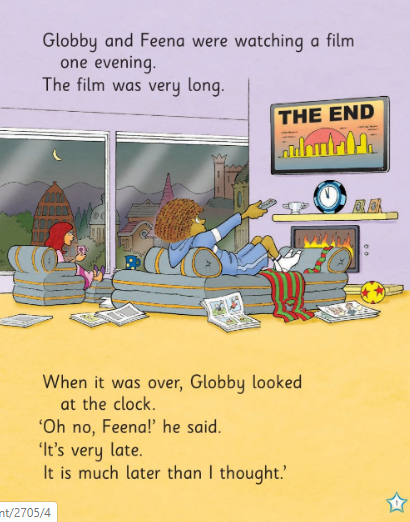 Globby and Feena were watching a film
one evening.
The film was very long.
THE END
When it was over, Globby looked
at the clock.
‘Oh no, Feena!’ he said.
‘It’s very late.
It is much later than I thought.’
1
nt/2705/4